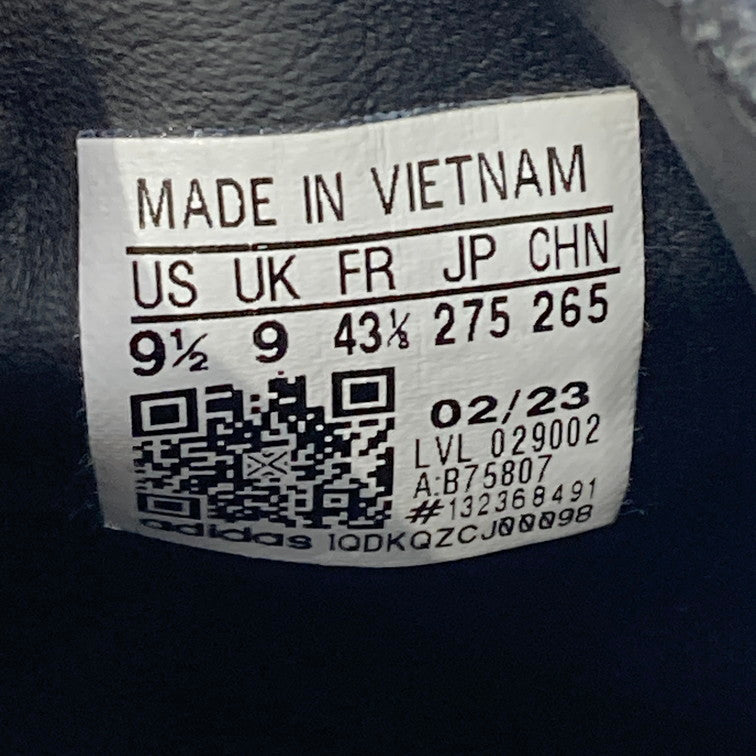 MADE IN VIETNAM
US UK FR JP CHN
9½ 9 43⅓ 275 265
02/23
LVL 029002
A:B75807
#132368491
adidas 1QDKQZCJ00098